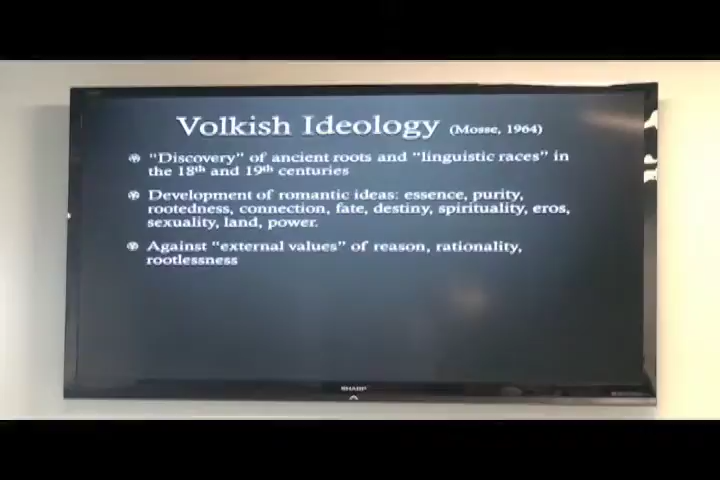 Volkish Ideology (Mosse, 1964)
"Discovery" of ancient roots and "linguistic races" in
the 18th and 19th centuries
Development of romantic ideas: essence, purity,
rootedness, connection, fate, destiny, spirituality, eros,
sexuality, land, power.
Against "external values" of reason, rationality,
rootlessness
SHARP